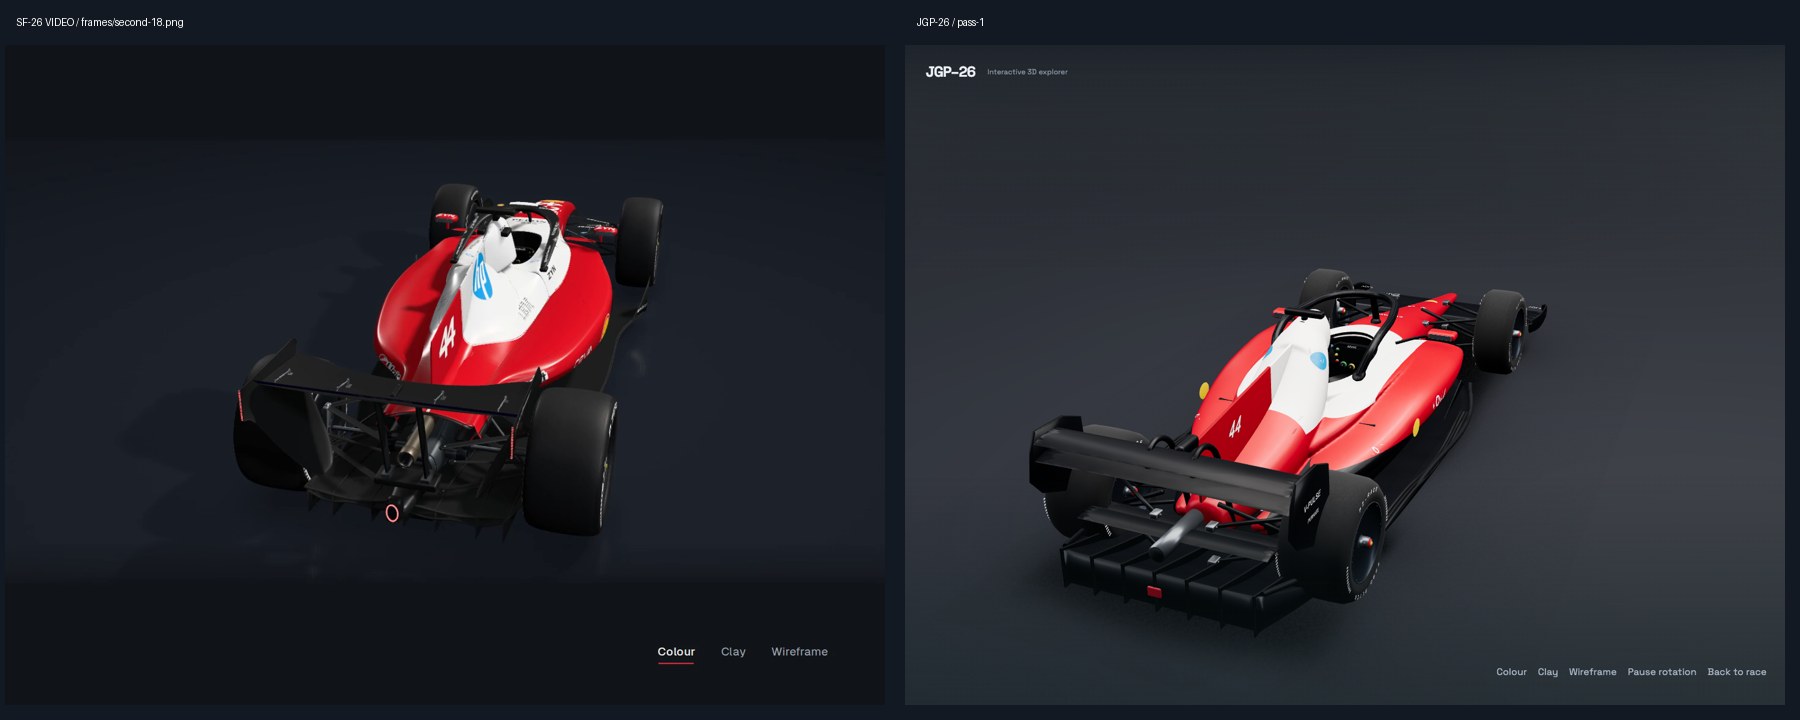 SF-26 VIDEO / frames/second-18.png
JGP-26 / pass-1
JGP-26 Interactive 3D explorer
44
IBM
44
Colour Clay Wireframe
Colour Clay Wireframe Pause rotation Back to race